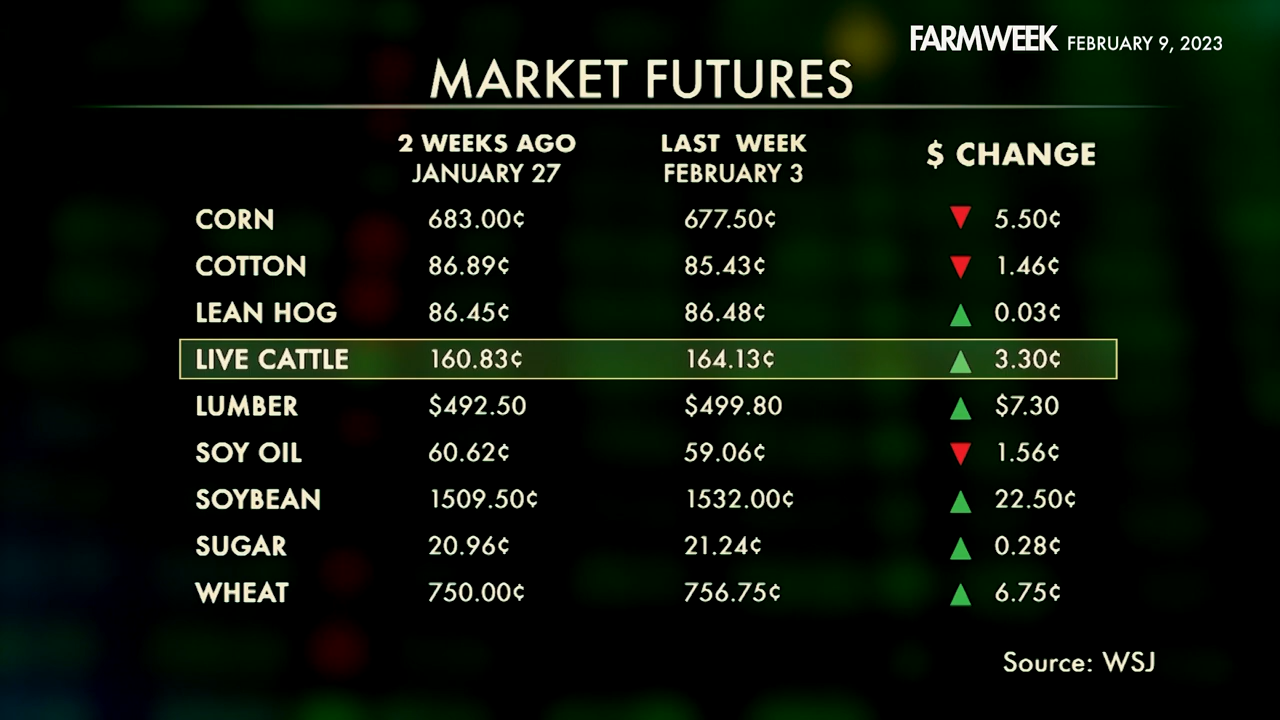 FARMWEEK FEBRUARY 9, 2023
MARKET FUTURES
2 WEEKS AGO LAST WEEK $ CHANGE
JANUARY 27 FEBRUARY 3
CORN 683.00¢ 677.50¢ ▼ 5.50¢
COTTON 86.89¢ 85.43¢ ▼ 1.46¢
LEAN HOG 86.45¢ 86.48¢ ▲ 0.03¢
LIVE CATTLE 160.83¢ 164.13¢ ▲ 3.30¢
LUMBER $492.50 $499.80 ▲ $7.30
SOY OIL 60.62¢ 59.06¢ ▼ 1.56¢
SOYBEAN 1509.50¢ 1532.00¢ ▲ 22.50¢
SUGAR 20.96¢ 21.24¢ ▲ 0.28¢
WHEAT 750.00¢ 756.75¢ ▲ 6.75¢
Source: WSJ